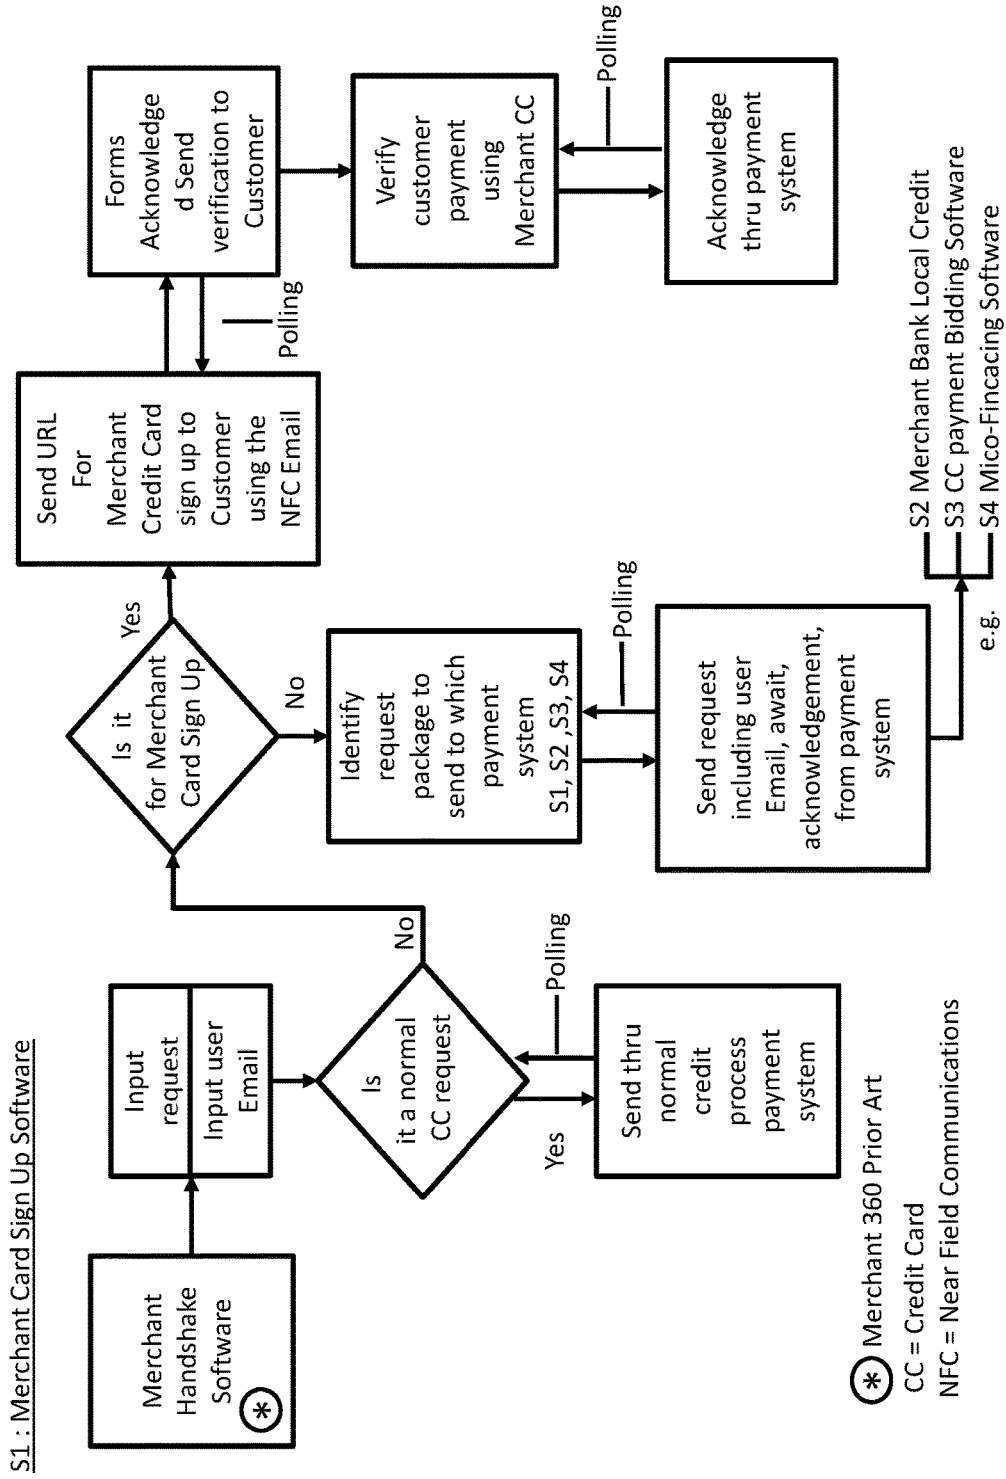 S1 : Merchant Card Sign Up Software
Merchant
Handshake
Software
*
Input
request
Input user
Email
Is
it a normal
CC request
Yes
No
Send thru
normal
credit
process
payment
system
Polling
Is it
for Merchant
Card Sign Up
Yes
No
Send URL
For
Merchant
Credit Card
sign up to
Customer
using the
NFC Email
Polling
Forms
Acknowledge
d Send
verification to
Customer
Verify
customer
payment
using
Merchant CC
Polling
Acknowledge
thru payment
system
Identify
request
package to
send to which
payment
system
S1, S2 ,S3, S4
Polling
Send request
including user
Email, await,
acknowledgement,
from payment
system
e.g.
S2 Merchant Bank Local Credit
S3 CC payment Bidding Software
S4 Mico-Fincacing Software
* Merchant 360 Prior Art
CC = Credit Card
NFC = Near Field Communications